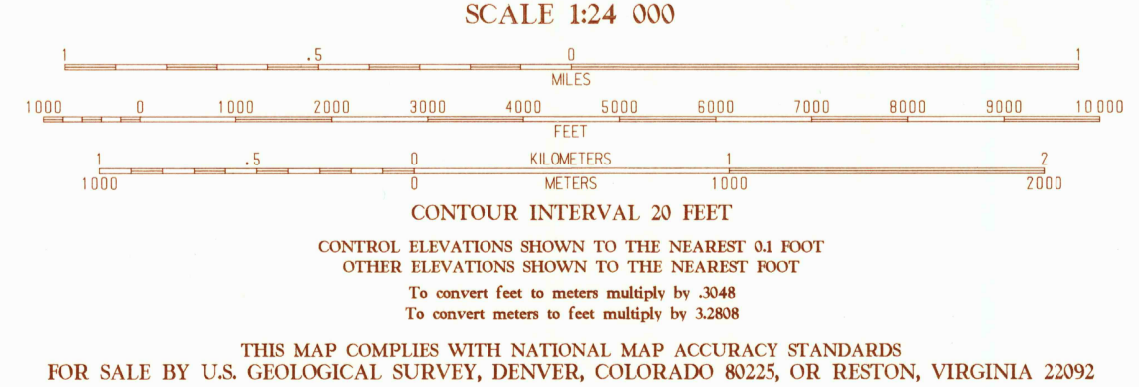 SCALE 1:24 000
1 .5 0 1
MILES
1000 0 1000 2000 3000 4000 5000 6000 7000 8000 9000 10 000
FEET
1 .5 0 KILOMETERS 1 2
1000 0 METERS 1000 2000
CONTOUR INTERVAL 20 FEET
CONTROL ELEVATIONS SHOWN TO THE NEAREST 0.1 FOOT
OTHER ELEVATIONS SHOWN TO THE NEAREST FOOT
To convert feet to meters multiply by .3048
To convert meters to feet multiply by 3.2808
THIS MAP COMPLIES WITH NATIONAL MAP ACCURACY STANDARDS
FOR SALE BY U.S. GEOLOGICAL SURVEY, DENVER, COLORADO 80225, OR RESTON, VIRGINIA 22092